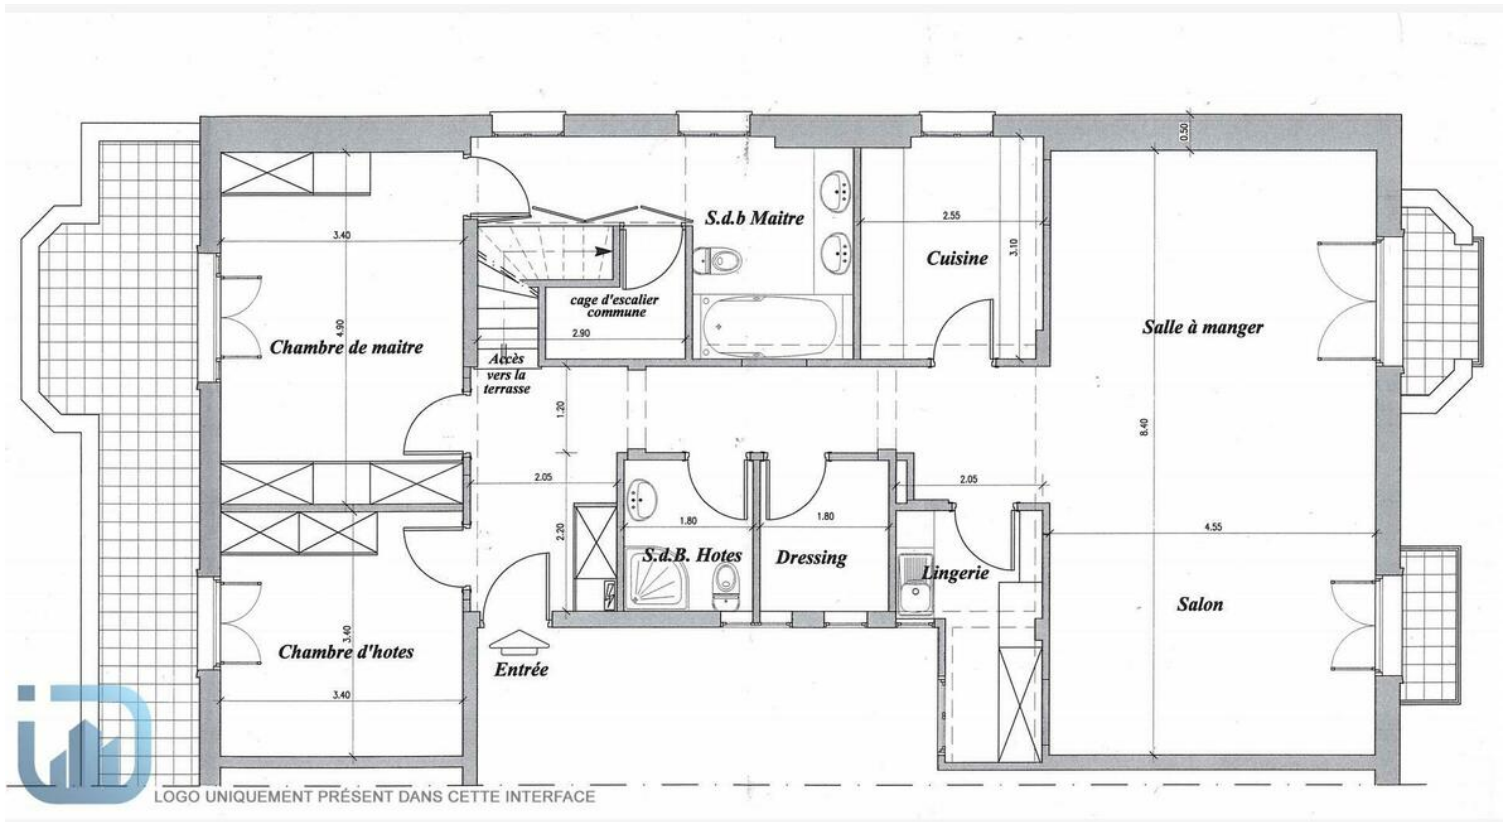 0.50
S.d.b Maitre
2.55
3.40
3.10
Cuisine
cage d'escalier
commune
2.90
4.90
Chambre de maitre
Salle à manger
Accès
vers la
terrasse
1.20
8.40
2.05
2.05
2.20
1.80
1.80
4.55
S.d.B. Hotes
Dressing
Lingerie
Salon
3.40
Chambre d'hotes
Entrée
3.40
iD
LOGO UNIQUEMENT PRÉSENT DANS CETTE INTERFACE